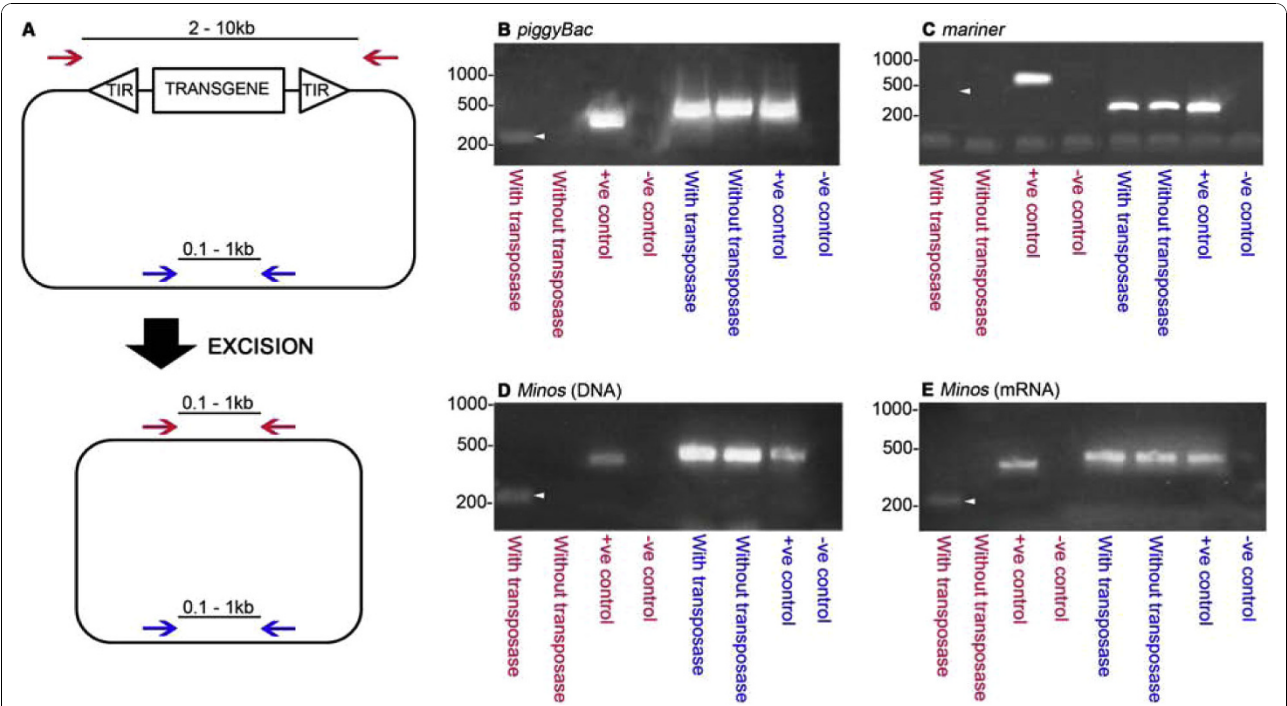 A
2 - 10kb
TIR
TRANSGENE
TIR
0.1 - 1kb
EXCISION
0.1 - 1kb
0.1 - 1kb
B piggyBac
1000-
500-
200-
With transposase
Without transposase
+ve control
-ve control
With transposase
Without transposase
+ve control
-ve control
C mariner
1000-
500-
200-
With transposase
Without transposase
+ve control
-ve control
With transposase
Without transposase
+ve control
-ve control
D Minos (DNA)
1000-
500-
200-
With transposase
Without transposase
+ve control
-ve control
With transposase
Without transposase
+ve control
-ve control
E Minos (mRNA)
1000-
500-
200-
With transposase
Without transposase
+ve control
-ve control
With transposase
Without transposase
+ve control
-ve control